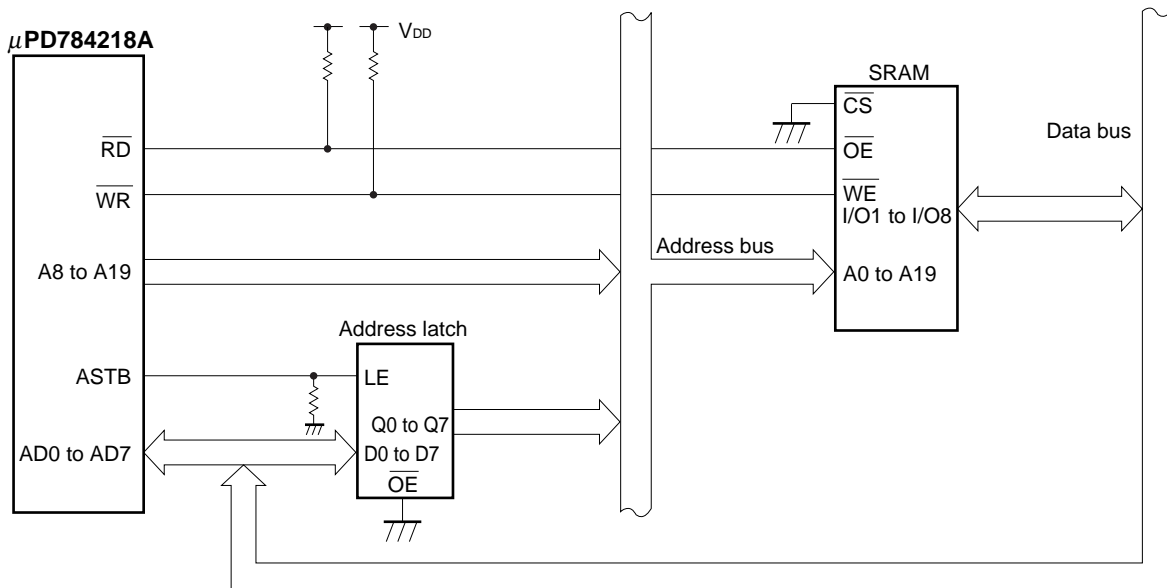 μPD784218A
VDD
SRAM
CS
RD
OE
Data bus
WR
WE
I/O1 to I/O8
Address bus
A8 to A19
A0 to A19
Address latch
ASTB
LE
Q0 to Q7
AD0 to AD7
D0 to D7
OE